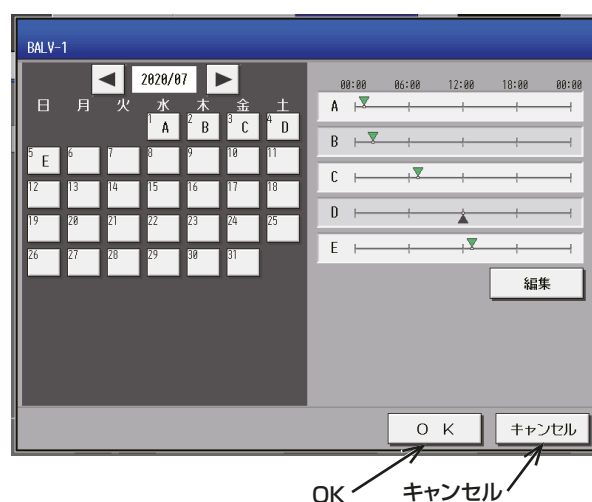 BALV-1
◀ 2020/07 ▶
日 月 火 水 木 金 土
1 A 2 B 3 C 4 D
5 E 6 7 8 9 10 11
12 13 14 15 16 17 18
19 20 21 22 23 24 25
26 27 28 29 30 31
00:00 06:00 12:00 18:00 00:00
A
B
C
D
E
編集
OK キャンセル
OK キャンセル